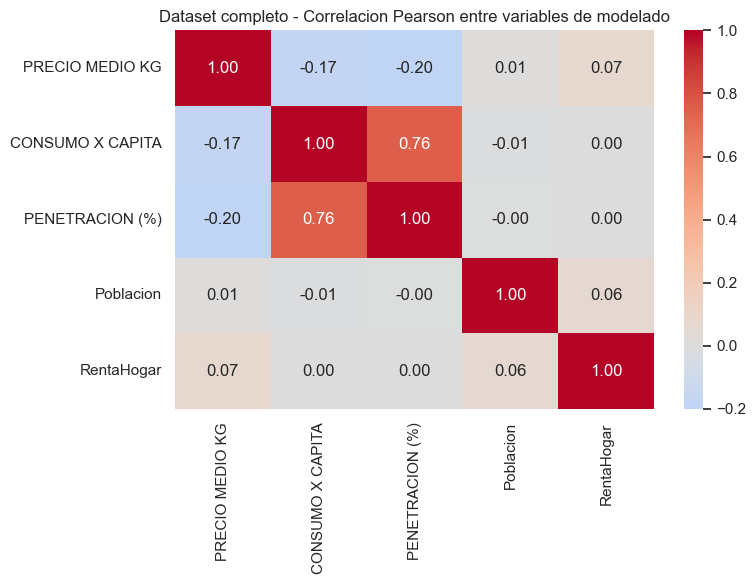 Dataset completo - Correlacion Pearson entre variables de modelado
PRECIO MEDIO KG 1.00 -0.17 -0.20 0.01 0.07
CONSUMO X CAPITA -0.17 1.00 0.76 -0.01 0.00
PENETRACION (%) -0.20 0.76 1.00 -0.00 0.00
Poblacion 0.01 -0.01 -0.00 1.00 0.06
RentaHogar 0.07 0.00 0.00 0.06 1.00
PRECIO MEDIO KG
CONSUMO X CAPITA
PENETRACION (%)
Poblacion
RentaHogar
1.0
0.8
0.6
0.4
0.2
0.0
−0.2